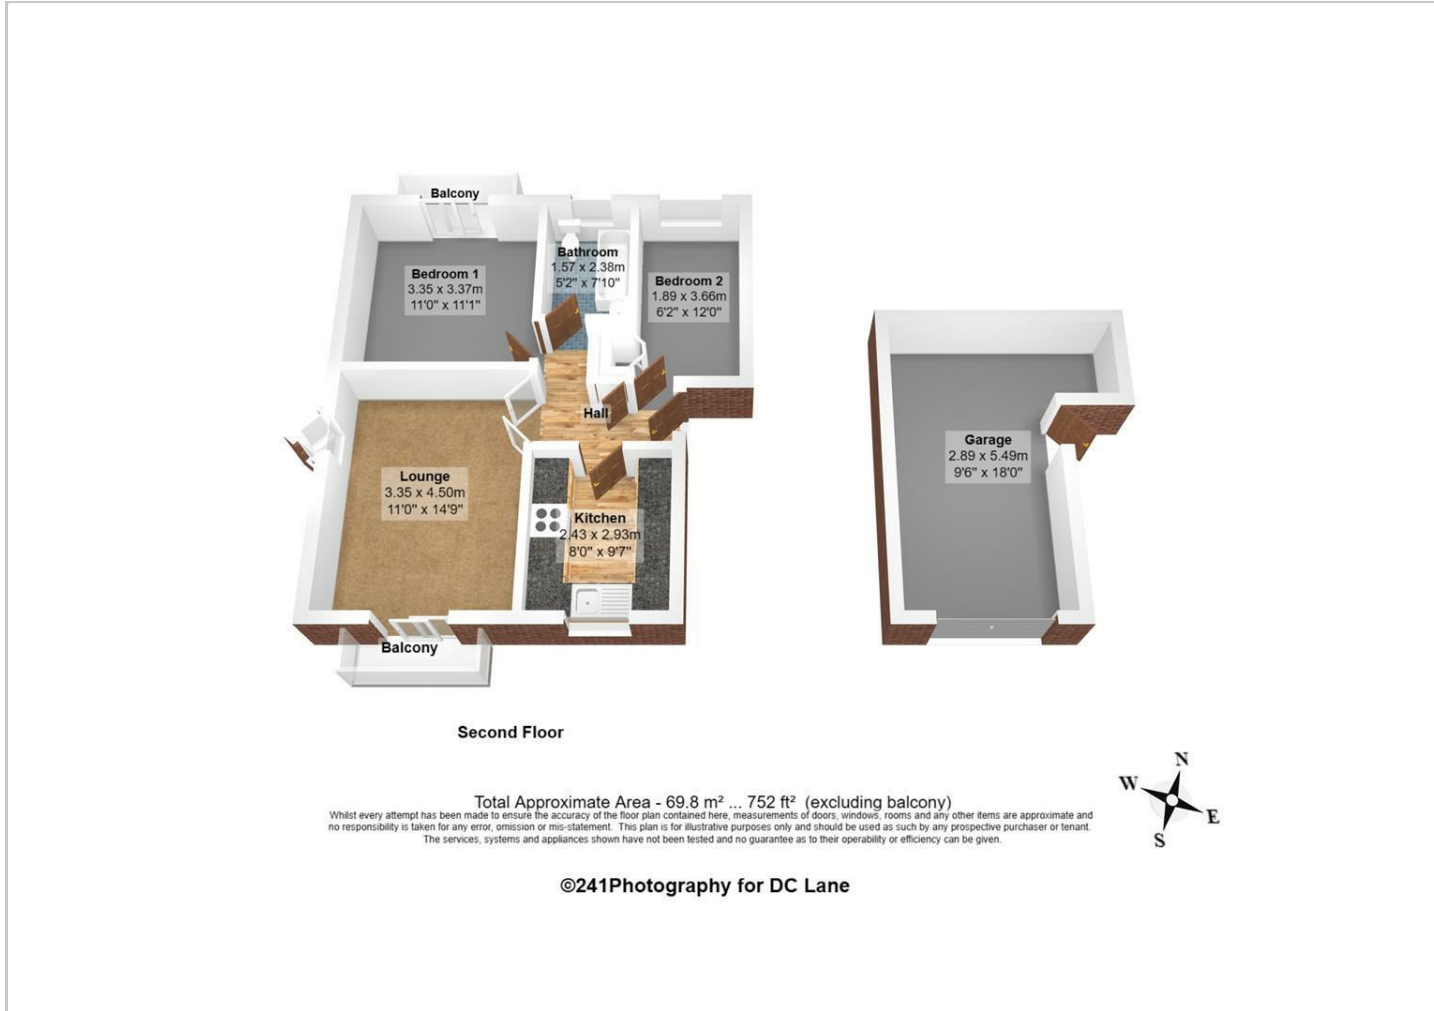 Balcony
Bedroom 1
3.35 x 3.37m
11'0" x 11'1"
Bathroom
1.57 x 2.38m
5'2" x 7'10"
Bedroom 2
1.89 x 3.66m
6'2" x 12'0"
Hall
Lounge
3.35 x 4.50m
11'0" x 14'9"
Kitchen
2.43 x 2.93m
8'0" x 9'7"
Garage
2.89 x 5.49m
9'6" x 18'0"
Balcony
Second Floor
N
W
E
S
Total Approximate Area - 69.8 m² ... 752 ft² (excluding balcony)
Whilst every attempt has been made to ensure the accuracy of the floor plan contained here, measurements of doors, windows, rooms and any other items are approximate and
no responsibility is taken for any error, omission or mis-statement. This plan is for illustrative purposes only and should be used as such by any prospective purchaser or tenant.
The services, systems and appliances shown have not been tested and no guarantee as to their operability or efficiency can be given.
©241Photography for DC Lane